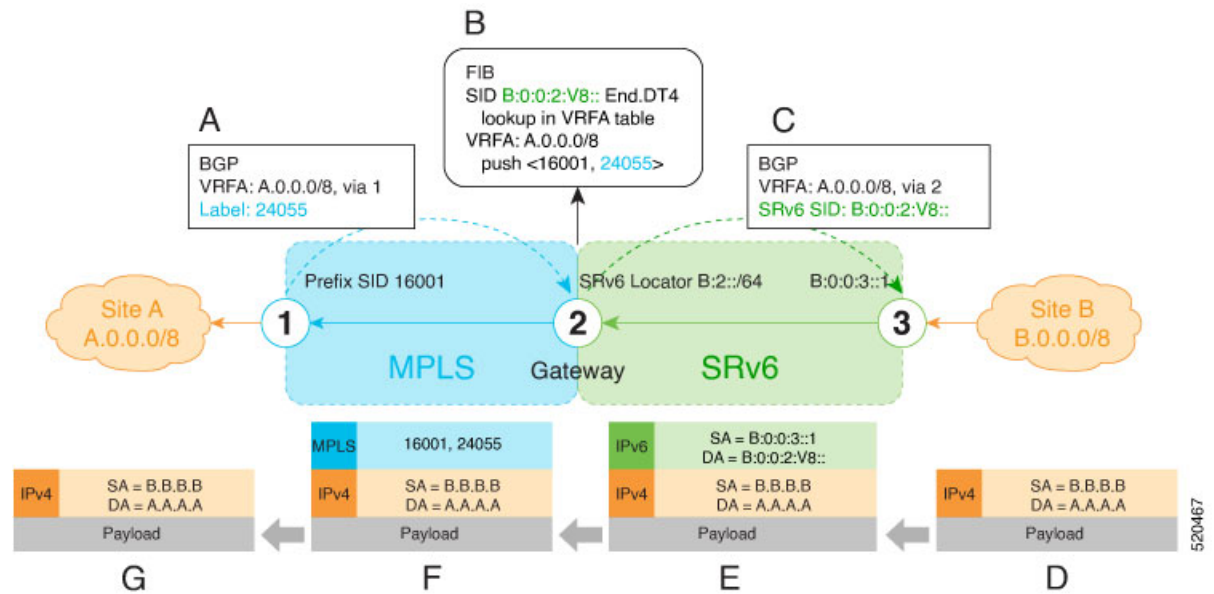 B
FIB
SID B:0:0:2:V8:: End.DT4
lookup in VRFA table
VRFA: A.0.0.0/8
push <16001, 24055>
A
BGP
VRFA: A.0.0.0/8, via 1
Label: 24055
C
BGP
VRFA: A.0.0.0/8, via 2
SRv6 SID: B:0:0:2:V8::
Prefix SID 16001
SRv6 Locator B:2::/64
B:0:0:3::1
Site A
A.0.0.0/8
1
2
3
Site B
B.0.0.0/8
MPLS
Gateway
SRv6
IPv4
SA = B.B.B.B
DA = A.A.A.A
Payload
G
MPLS
16001, 24055
IPv4
SA = B.B.B.B
DA = A.A.A.A
Payload
F
IPv6
SA = B:0:0:3::1
DA = B:0:0:2:V8::
IPv4
SA = B.B.B.B
DA = A.A.A.A
Payload
E
IPv4
SA = B.B.B.B
DA = A.A.A.A
Payload
D
520467